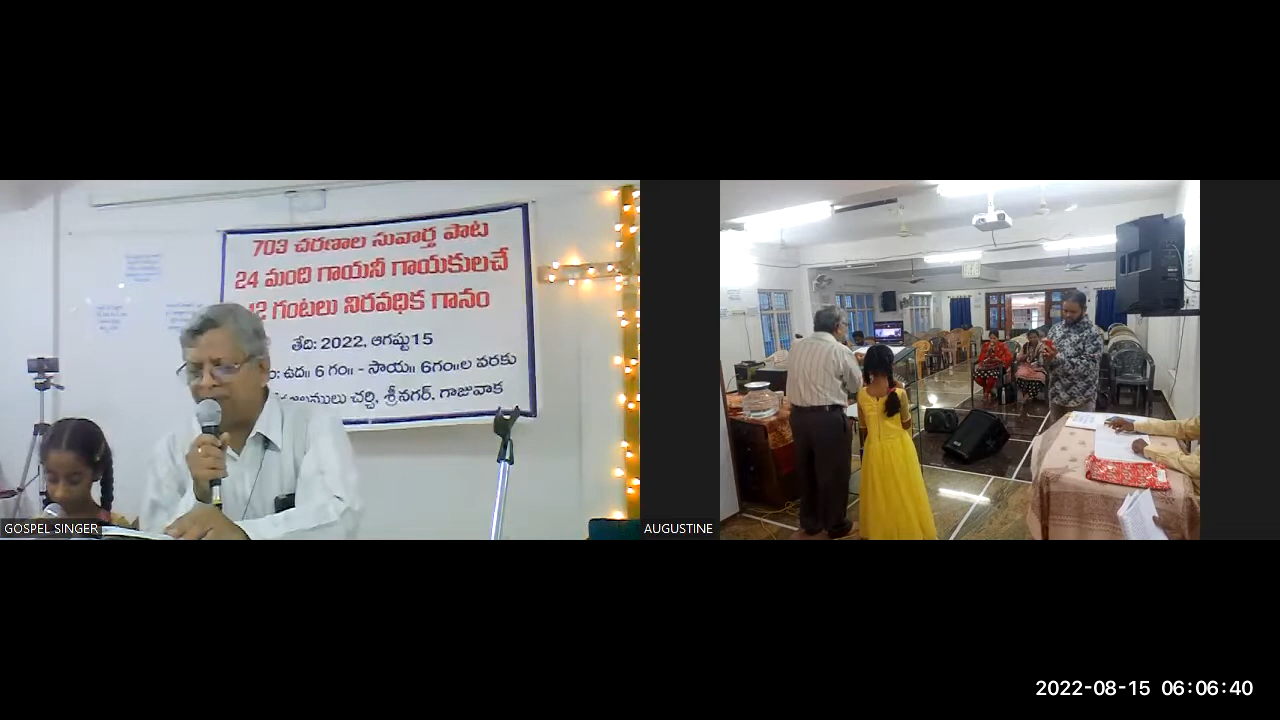 703 చరణాల సువార్త పాట
24 మంది గాయనీ గాయకులచే
12 గంటలు నిరవధిక గానం
తేది: 2022, ఆగష్టు15
ఉద॥ 6 గం॥ - సాయ॥ 6గం॥ల వరకు
చర్చి, శ్రీనగర్, గాజువాక
GOSPEL SINGER
AUGUSTINE
2022-08-15 06:06:40